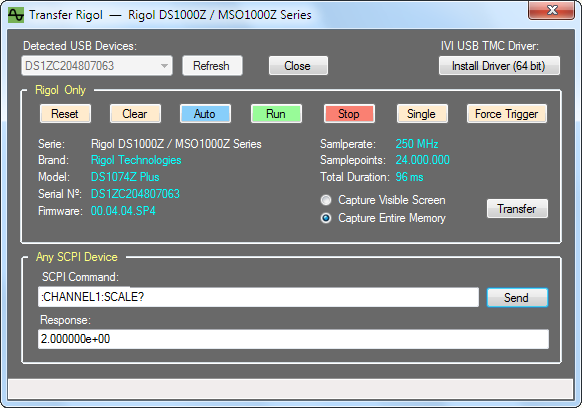 Transfer Rigol — Rigol DS1000Z / MSO1000Z Series
Detected USB Devices:
IVI USB TMC Driver:
DS1ZC204807063
Refresh
Close
Install Driver (64 bit)
Rigol Only
Reset
Clear
Auto
Run
Stop
Single
Force Trigger
Serie: Rigol DS1000Z / MSO1000Z Series
Brand: Rigol Technologies
Model: DS1074Z Plus
Serial Nº: DS1ZC204807063
Firmware: 00.04.04.SP4
Samlperate: 250 MHz
Samplepoints: 24.000.000
Total Duration: 96 ms
Capture Visible Screen
Capture Entire Memory
Transfer
Any SCPI Device
SCPI Command:
:CHANNEL1:SCALE?
Send
Response:
2.000000e+00